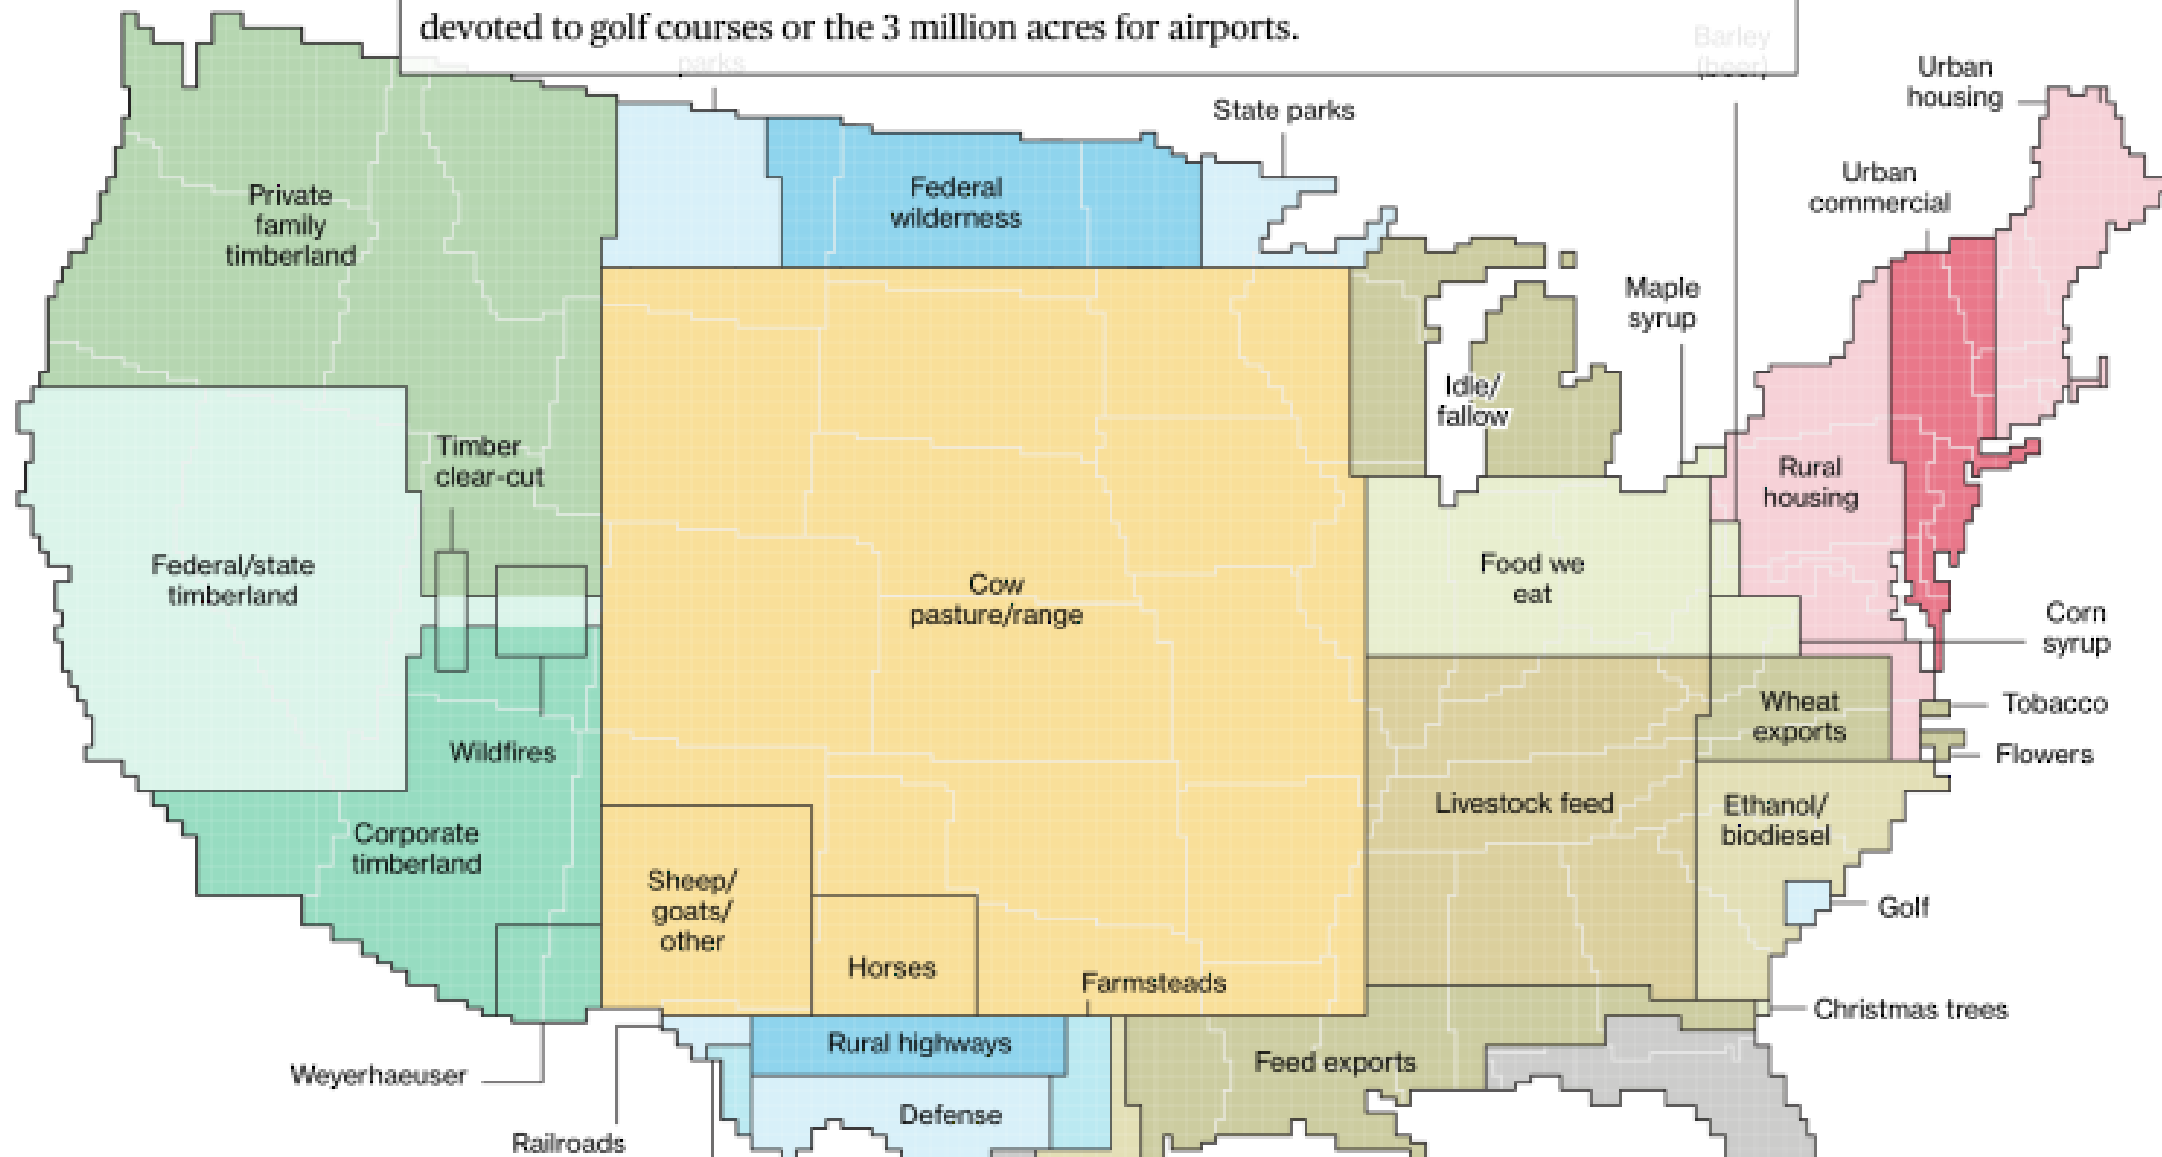 devoted to golf courses or the 3 million acres for airports.
parks
Barley
(beer)
Urban
housing
State parks
Urban
commercial
Private
family
timberland
Federal
wilderness
Maple
syrup
Idle/
fallow
Timber
clear-cut
Rural
housing
Federal/state
timberland
Cow
pasture/range
Food we
eat
Corn
syrup
Wheat
exports
Tobacco
Flowers
Wildfires
Livestock feed
Ethanol/
biodiesel
Corporate
timberland
Sheep/
goats/
other
Golf
Horses
Farmsteads
Christmas trees
Rural highways
Feed exports
Weyerhaeuser
Defense
Railroads